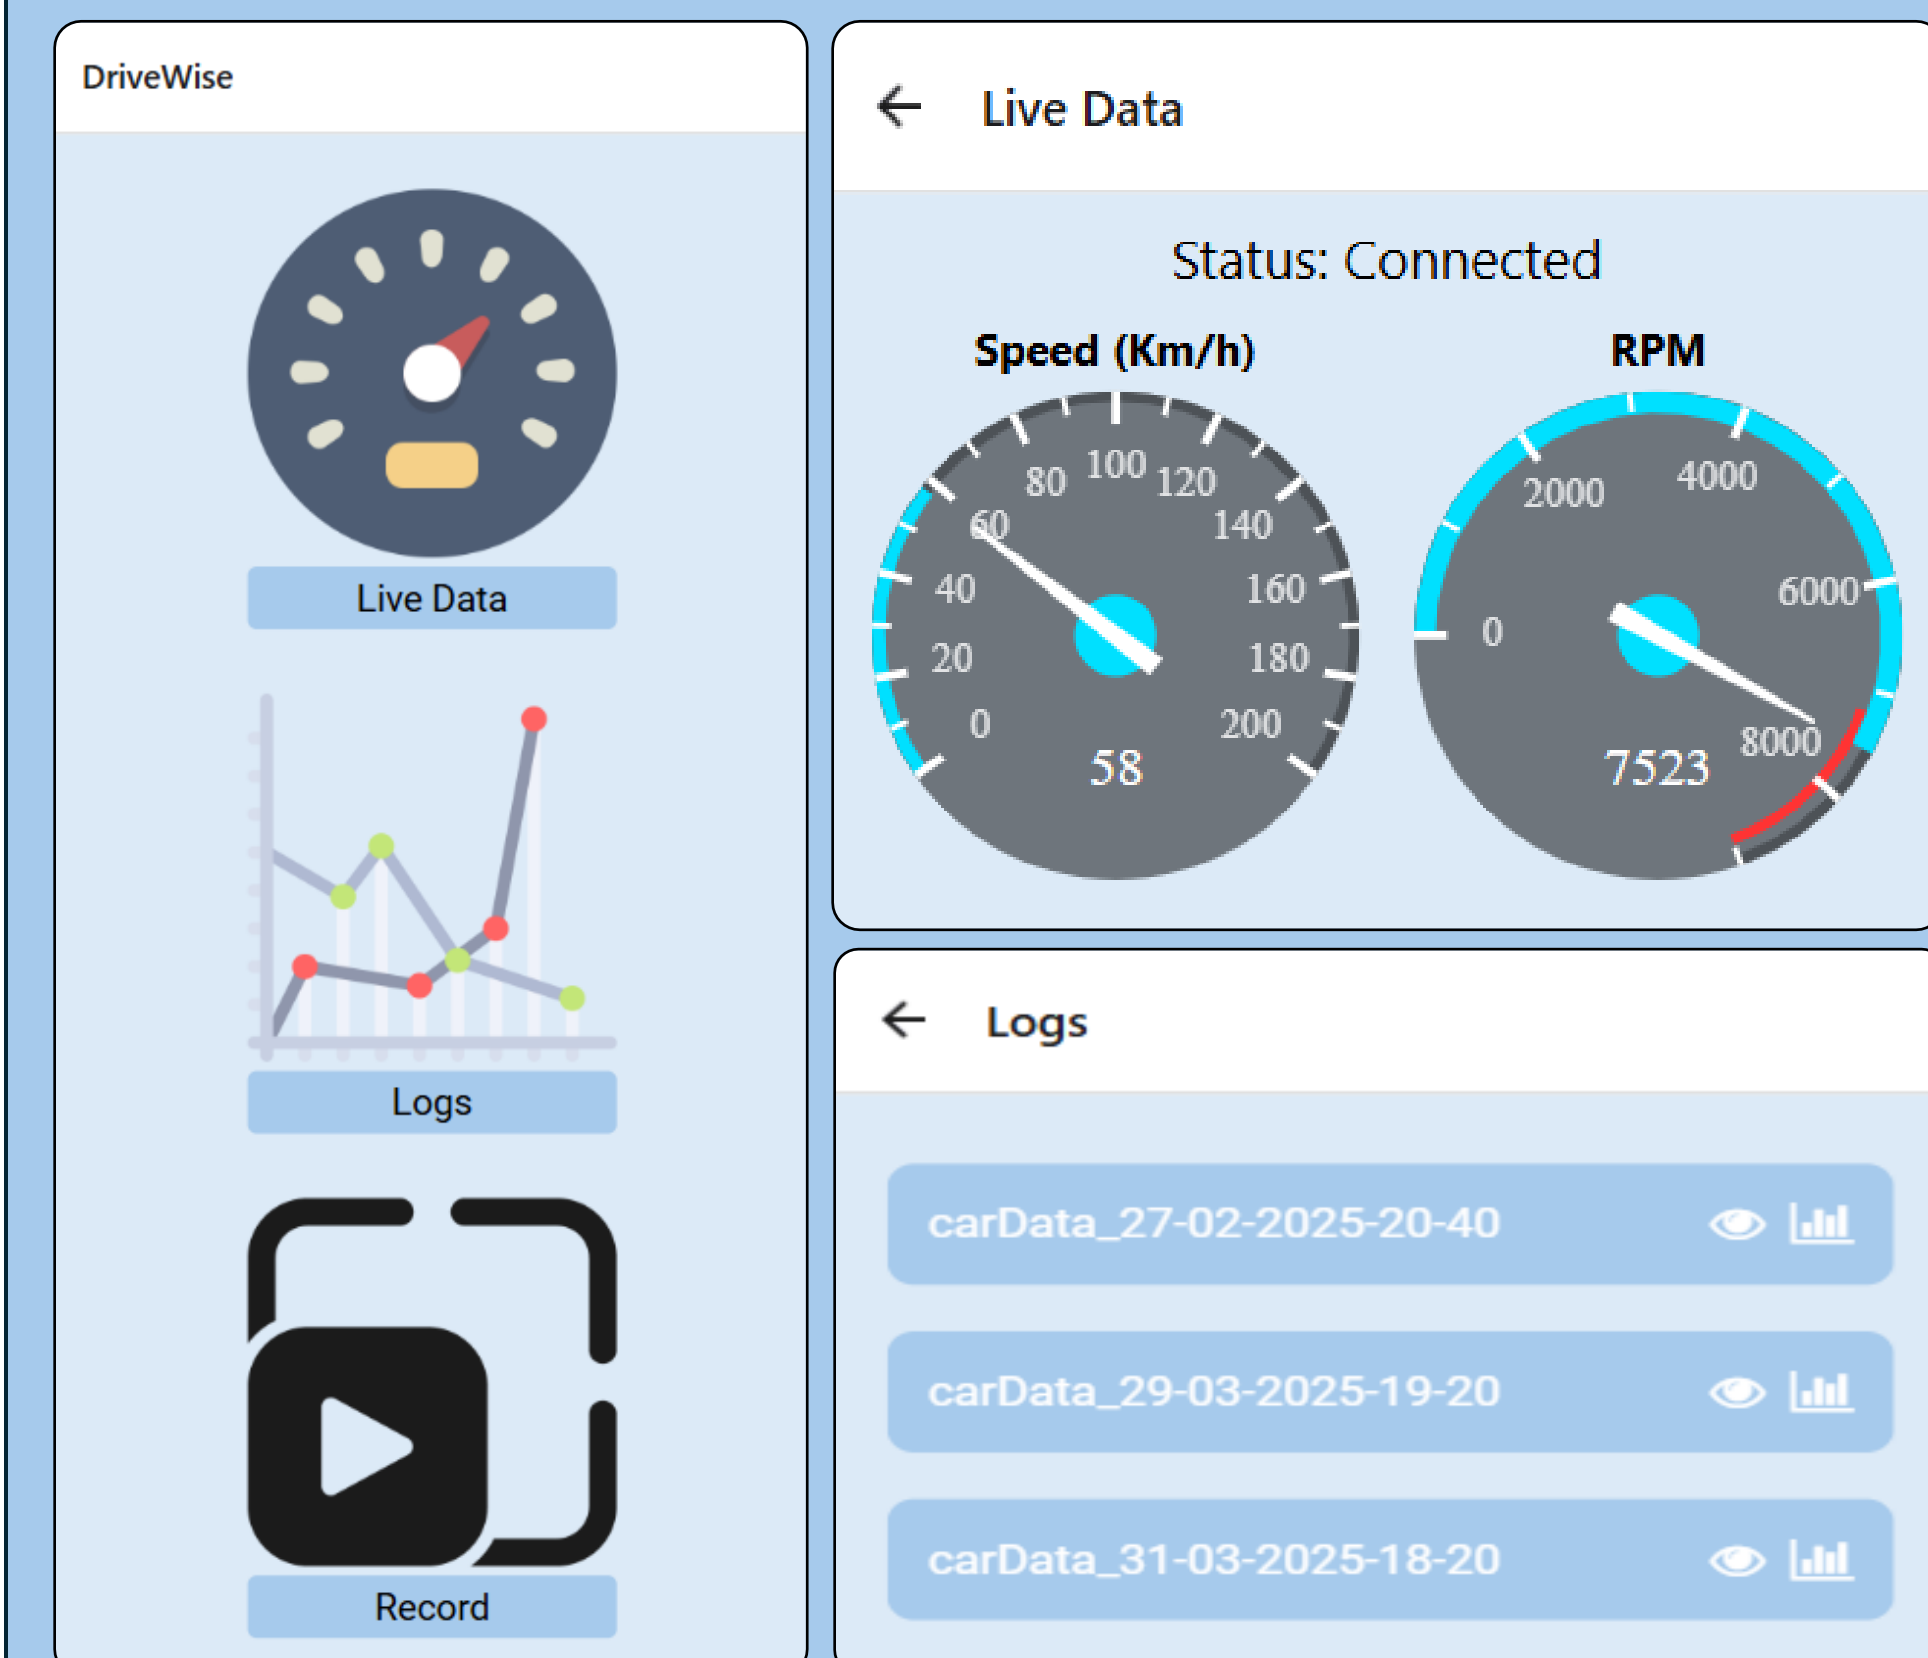 DriveWise
Live Data
Logs
Record
Live Data
Status: Connected
Speed (Km/h)
0
20
40
60
80
100
120
140
160
180
200
58
RPM
0
2000
4000
6000
8000
7523
Logs
carData_27-02-2025-20-40
carData_29-03-2025-19-20
carData_31-03-2025-18-20